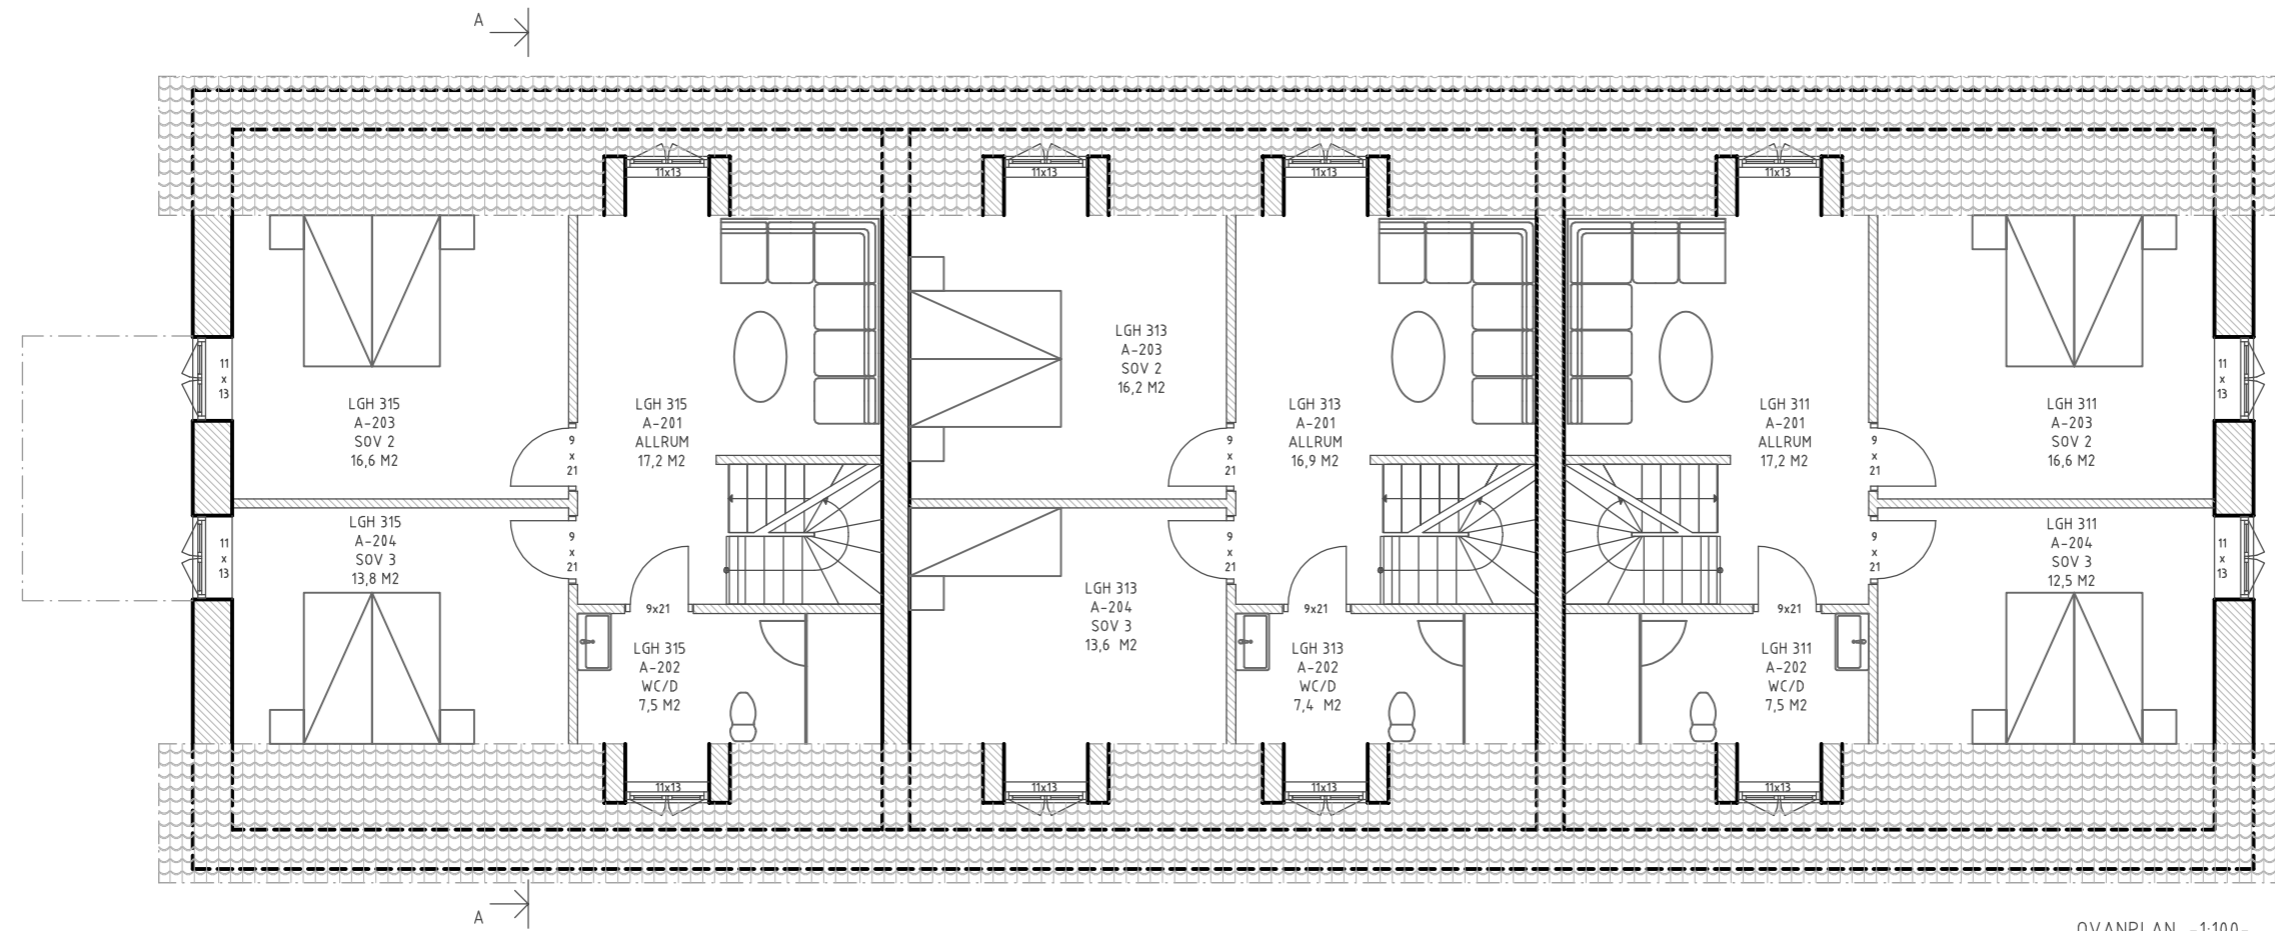 A
11x13
11x13
11x13
11x13
LGH 315
A-203
SOV 2
16,6 M2
11
x
13
LGH 315
A-201
ALLRUM
17,2 M2
9
x
21
LGH 315
A-204
SOV 3
13,8 M2
11
x
13
9
x
21
9x21
LGH 315
A-202
WC/D
7,5 M2
11x13
LGH 313
A-203
SOV 2
16,2 M2
LGH 313
A-201
ALLRUM
16,9 M2
9
x
21
9
x
21
LGH 313
A-204
SOV 3
13,6 M2
9x21
LGH 313
A-202
WC/D
7,4 M2
11x13
11x13
LGH 311
A-201
ALLRUM
17,2 M2
9
x
21
LGH 311
A-203
SOV 2
16,6 M2
11
x
13
9
x
21
LGH 311
A-204
SOV 3
12,5 M2
11
x
13
9x21
LGH 311
A-202
WC/D
7,5 M2
11x13
A
OVANPLAN -1:100-